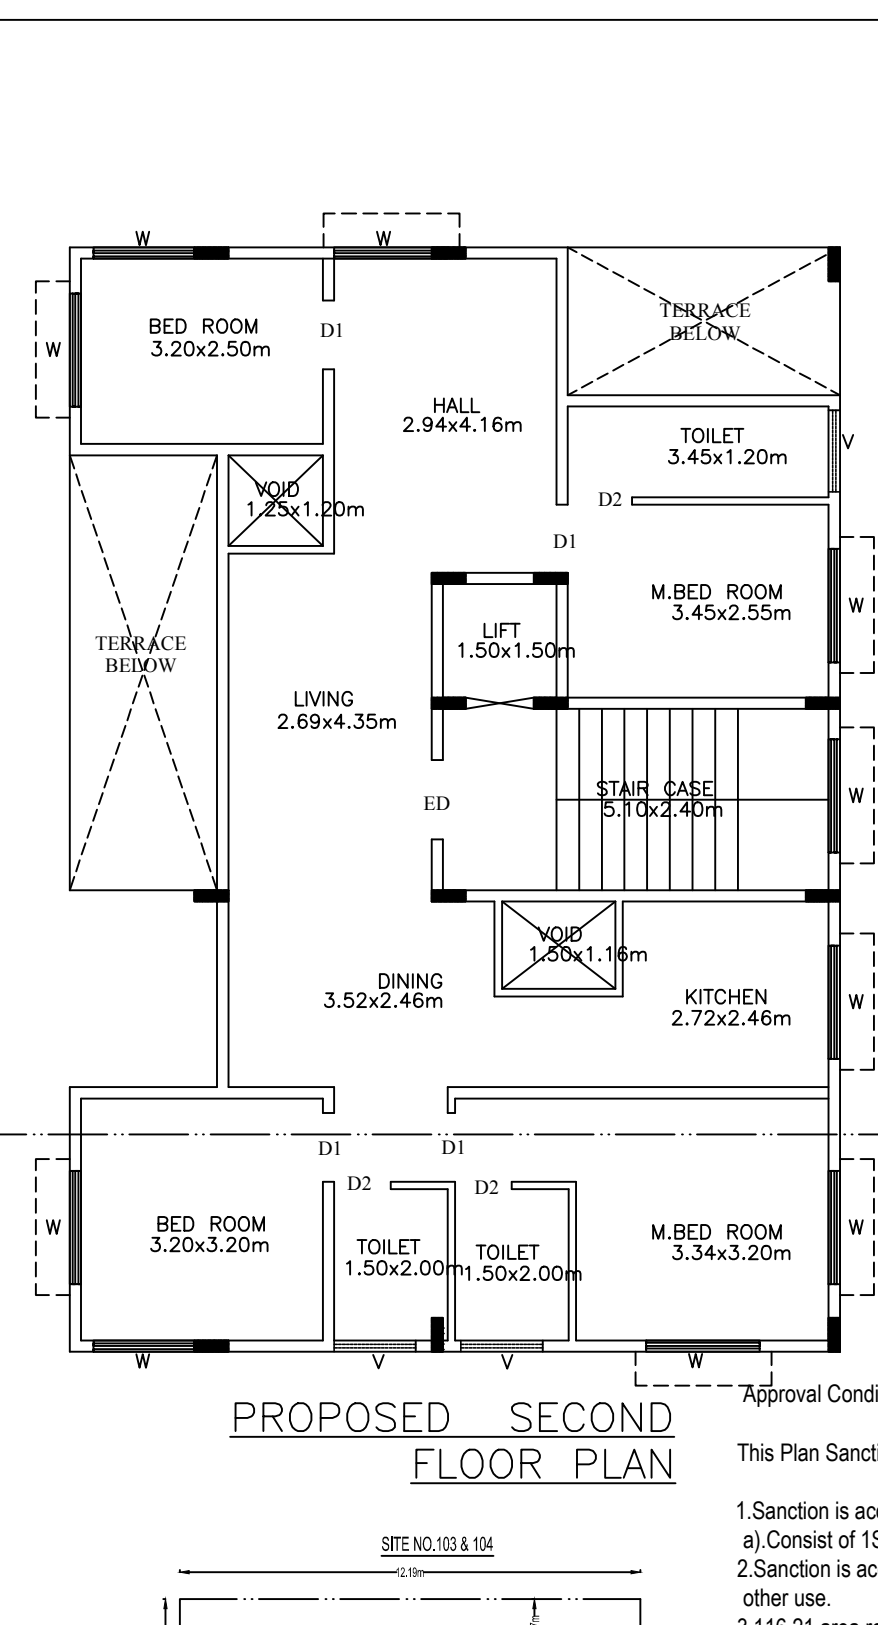 W
W
BED ROOM
3.20x2.50m
D1
W
TERRACE
BELOW
HALL
2.94x4.16m
TOILET
3.45x1.20m
V
VOID
1.25x1.20m
D2
D1
M.BED ROOM
3.45x2.55m
W
LIFT
1.50x1.50m
TERRACE
BELOW
LIVING
2.69x4.35m
STAIR CASE
5.10x2.40m
W
ED
VOID
1.50x1.16m
DINING
3.52x2.46m
KITCHEN
2.72x2.46m
W
D1
D1
D2
D2
BED ROOM
3.20x3.20m
W
TOILET
1.50x2.00m
TOILET
1.50x2.00m
M.BED ROOM
3.34x3.20m
W
W
V
V
W
PROPOSED SECOND
FLOOR PLAN
Approval Condi
This Plan Sancti
SITE NO.103 & 104
12.19m
1.Sanction is acc
a).Consist of 1S
2.Sanction is ac
other use.